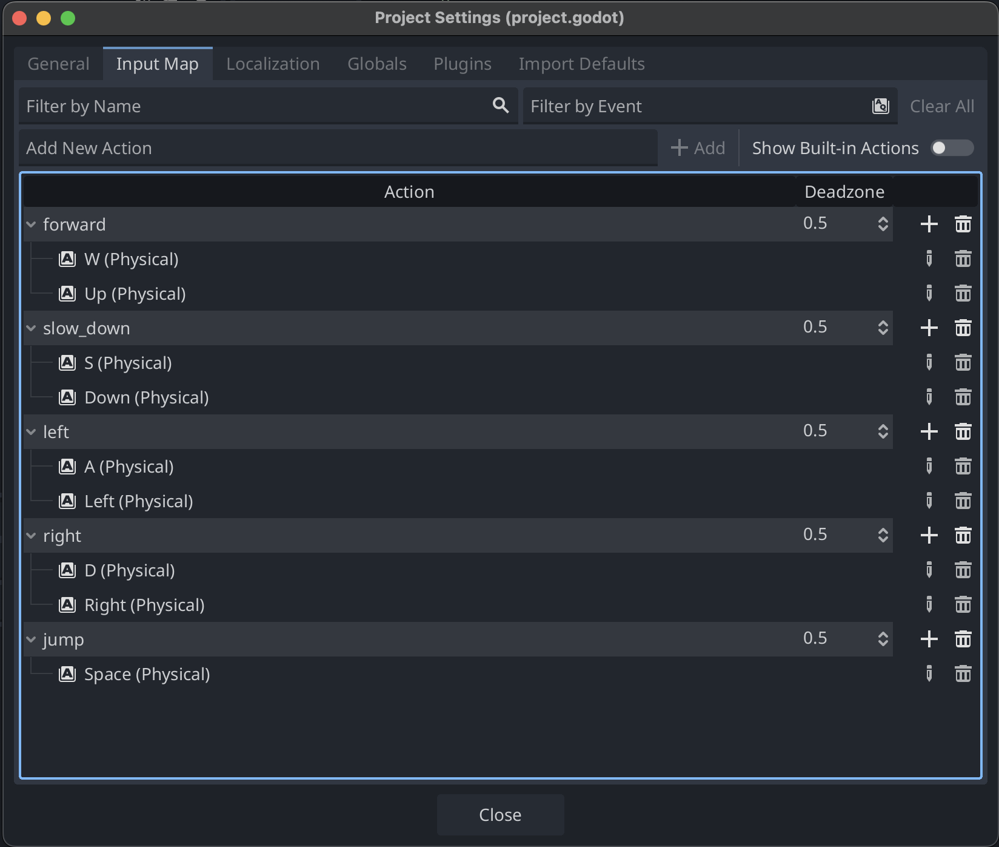 Project Settings (project.godot)
General Input Map Localization Globals Plugins Import Defaults
Filter by Name Filter by Event Clear All
Add New Action + Add Show Built-in Actions
Action Deadzone
forward 0.5
W (Physical)
Up (Physical)
slow_down 0.5
S (Physical)
Down (Physical)
left 0.5
A (Physical)
Left (Physical)
right 0.5
D (Physical)
Right (Physical)
jump 0.5
Space (Physical)
Close